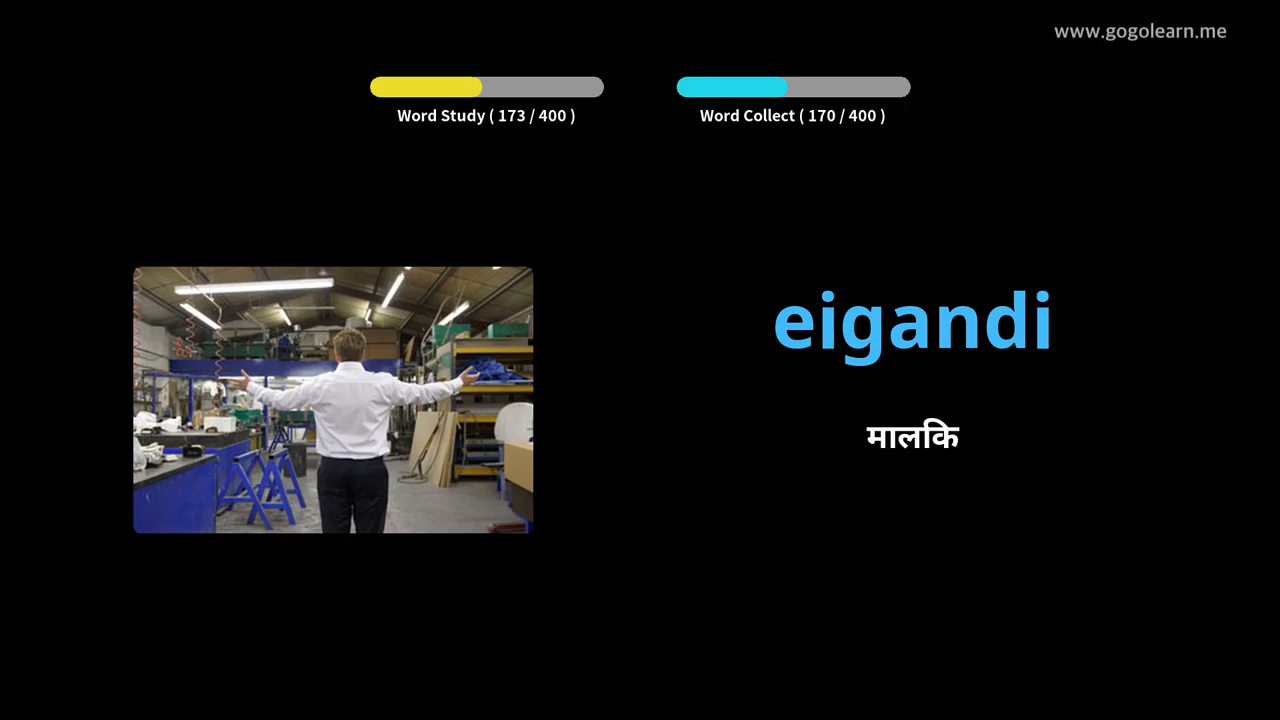 www.gogolearn.me
Word Study ( 173 / 400 )
Word Collect ( 170 / 400 )
eigandi
मालकि